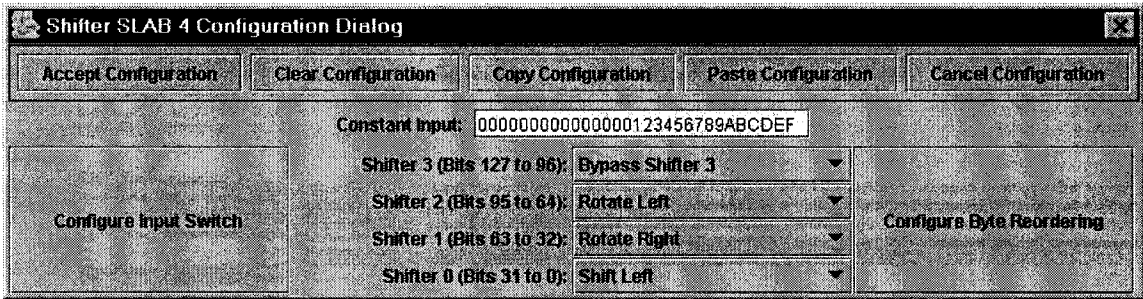 Shifter SLAB 4 Configuration Dialog
Accept Configuration Clear Configuration Copy Configuration Paste Configuration Cancel Configuration
Constant Input: 00000000000000000123456789ABCDEF
Shifter 3 (Bits 127 to 96): Bypass Shifter 3
Shifter 2 (Bits 95 to 64): Rotate Left
Configure Input Switch
Configure Byte Reordering
Shifter 1 (Bits 63 to 32): Rotate Right
Shifter 0 (Bits 31 to 0): Shift Left